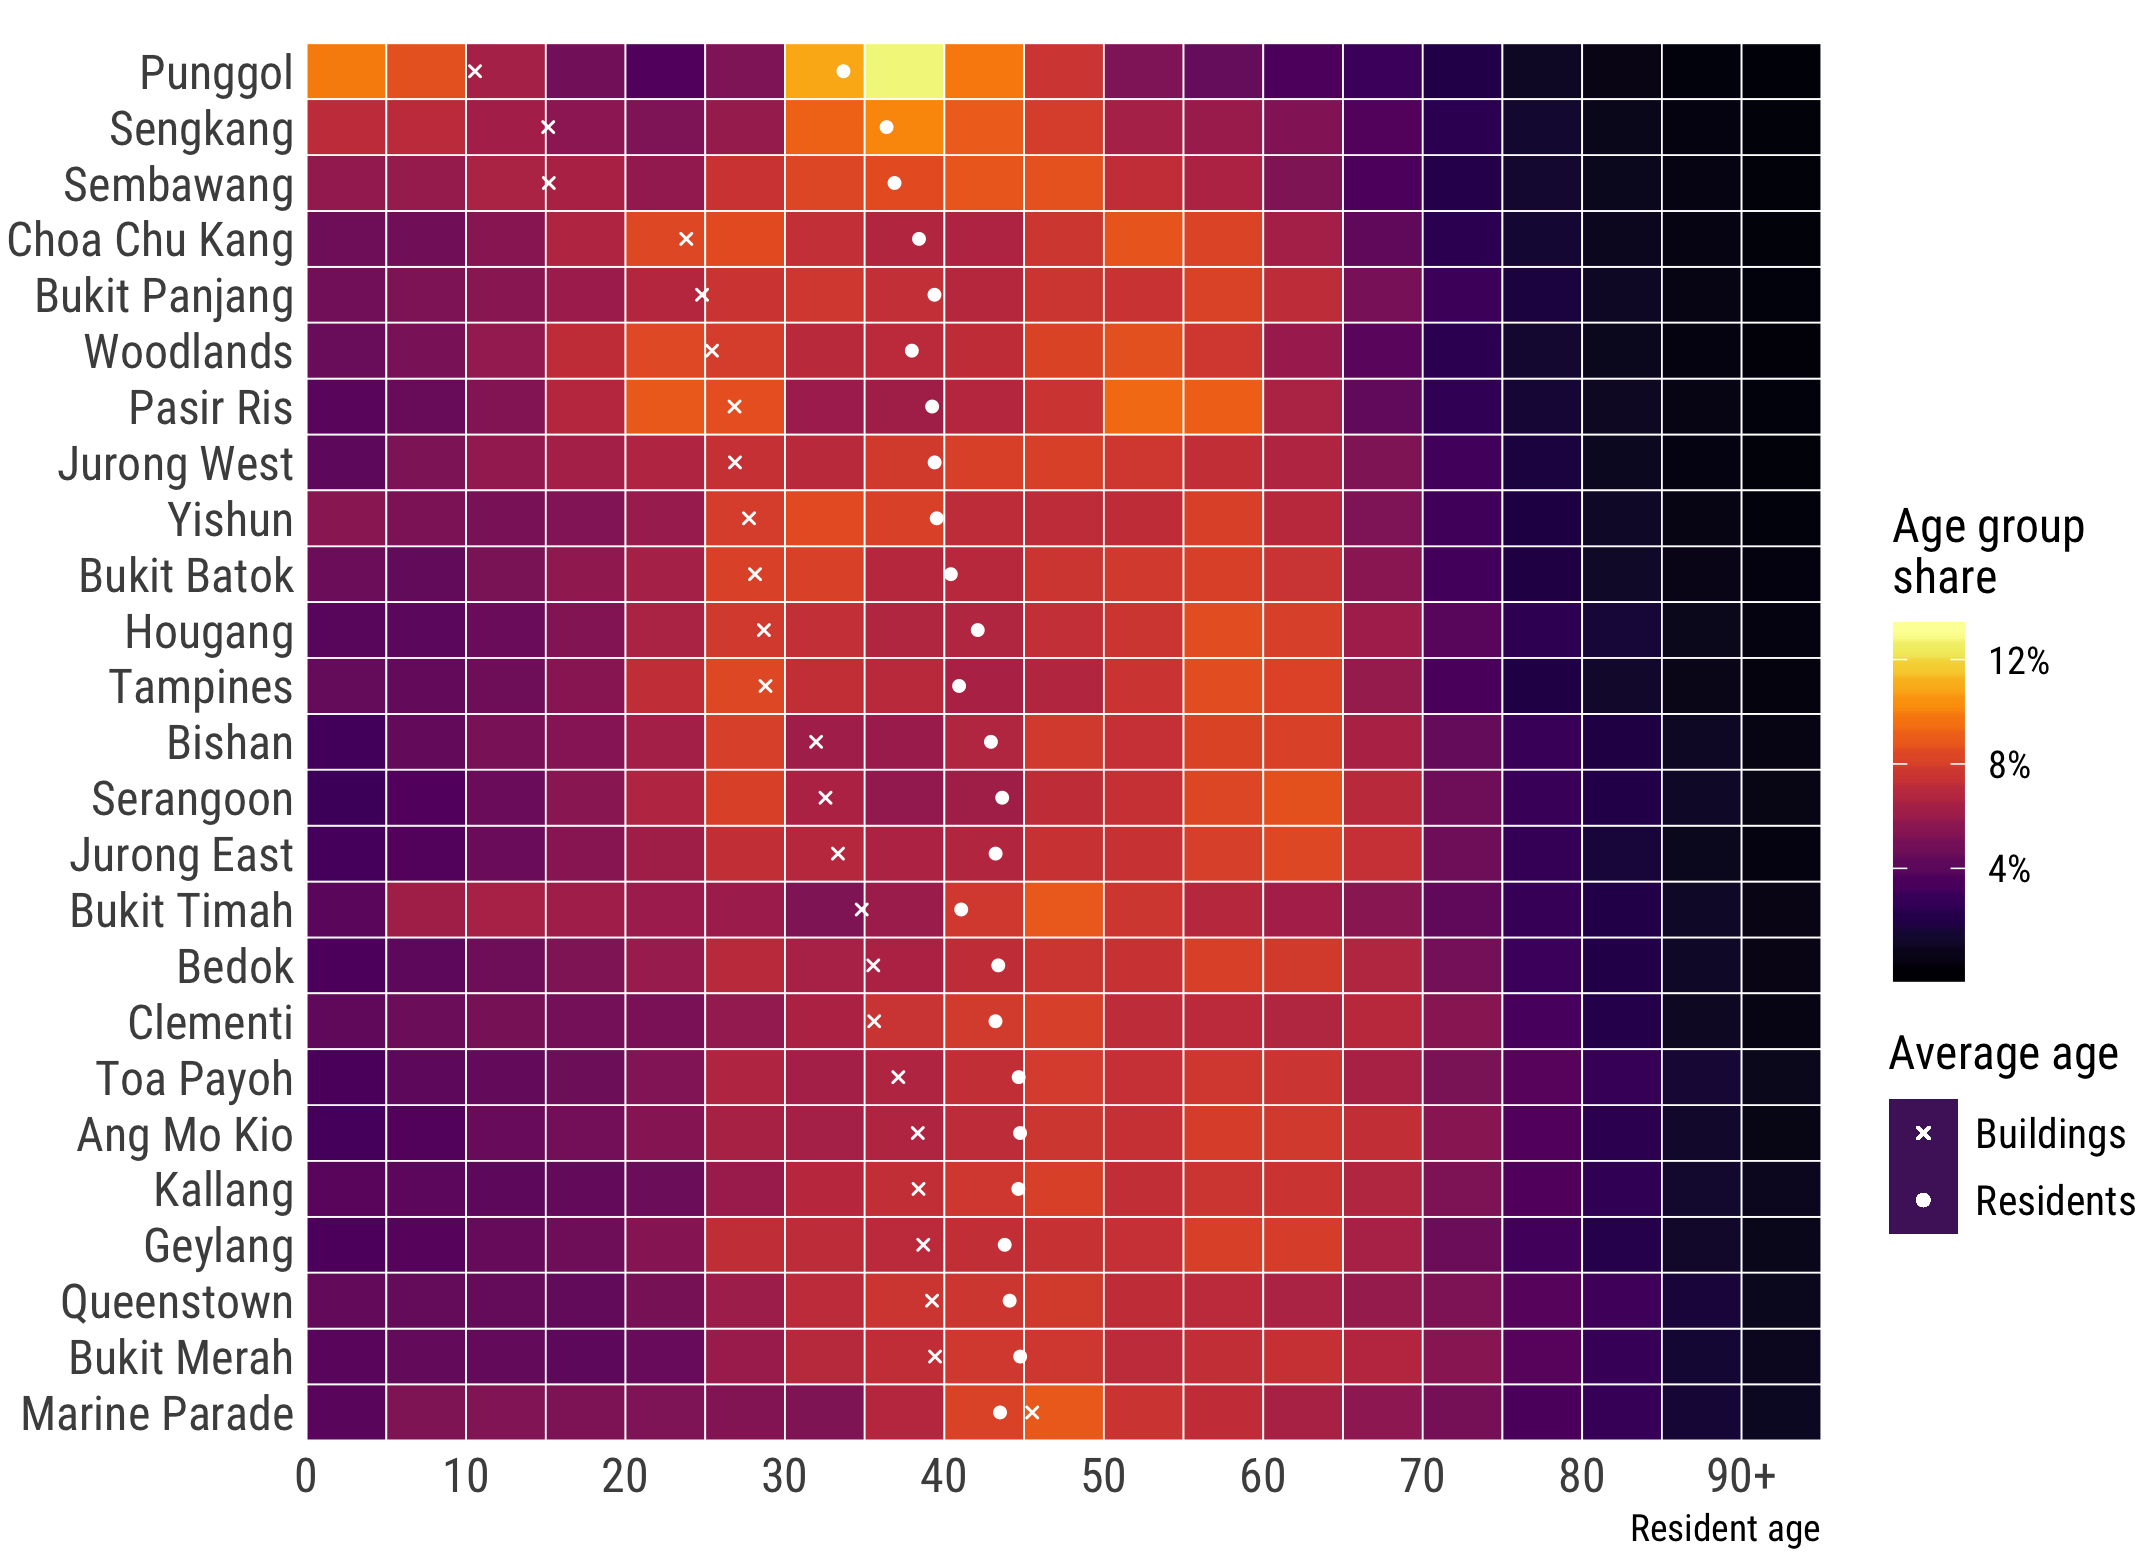 Punggol
Sengkang
Sembawang
Choa Chu Kang
Bukit Panjang
Woodlands
Pasir Ris
Jurong West
Yishun
Bukit Batok
Hougang
Tampines
Bishan
Serangoon
Jurong East
Bukit Timah
Bedok
Clementi
Toa Payoh
Ang Mo Kio
Kallang
Geylang
Queenstown
Bukit Merah
Marine Parade
0 10 20 30 40 50 60 70 80 90+
Resident age
Age group
share
12%
8%
4%
Average age
Buildings
Residents